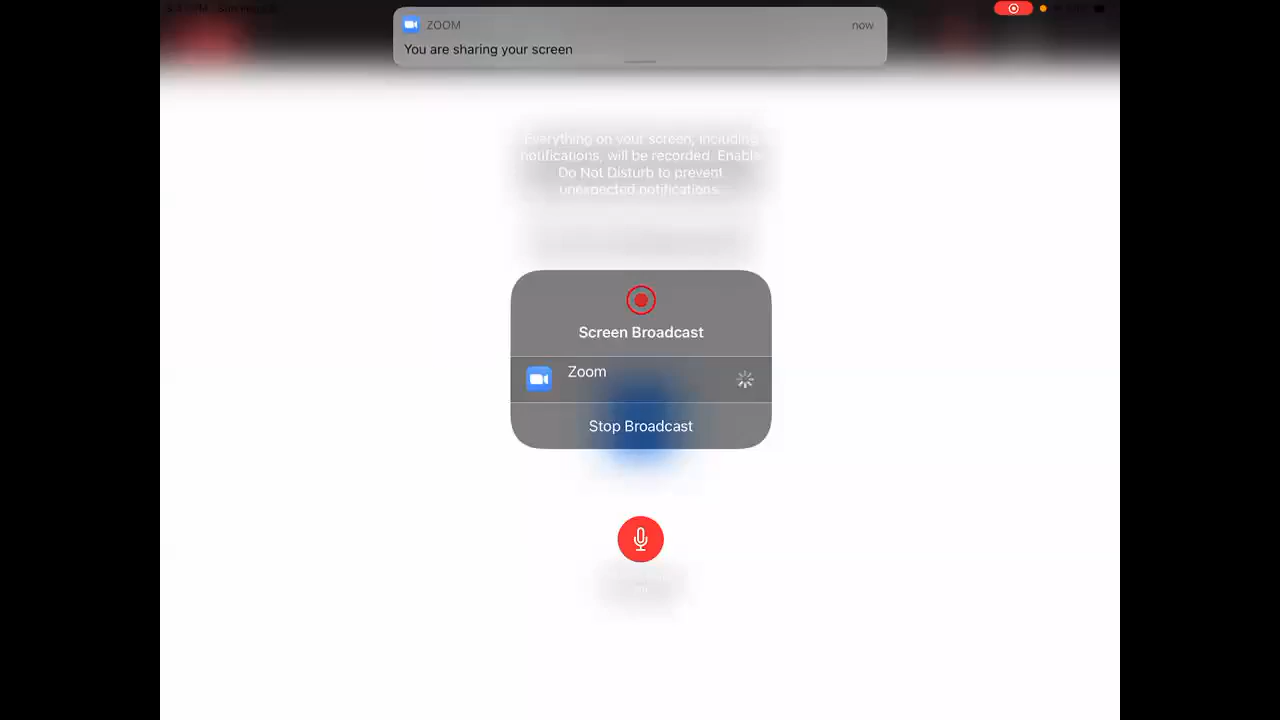 ZOOM now
You are sharing your screen
Everything on your screen, including
notifications, will be recorded. Enable
Do Not Disturb to prevent
unexpected notifications.
Screen Broadcast
Zoom
Stop Broadcast